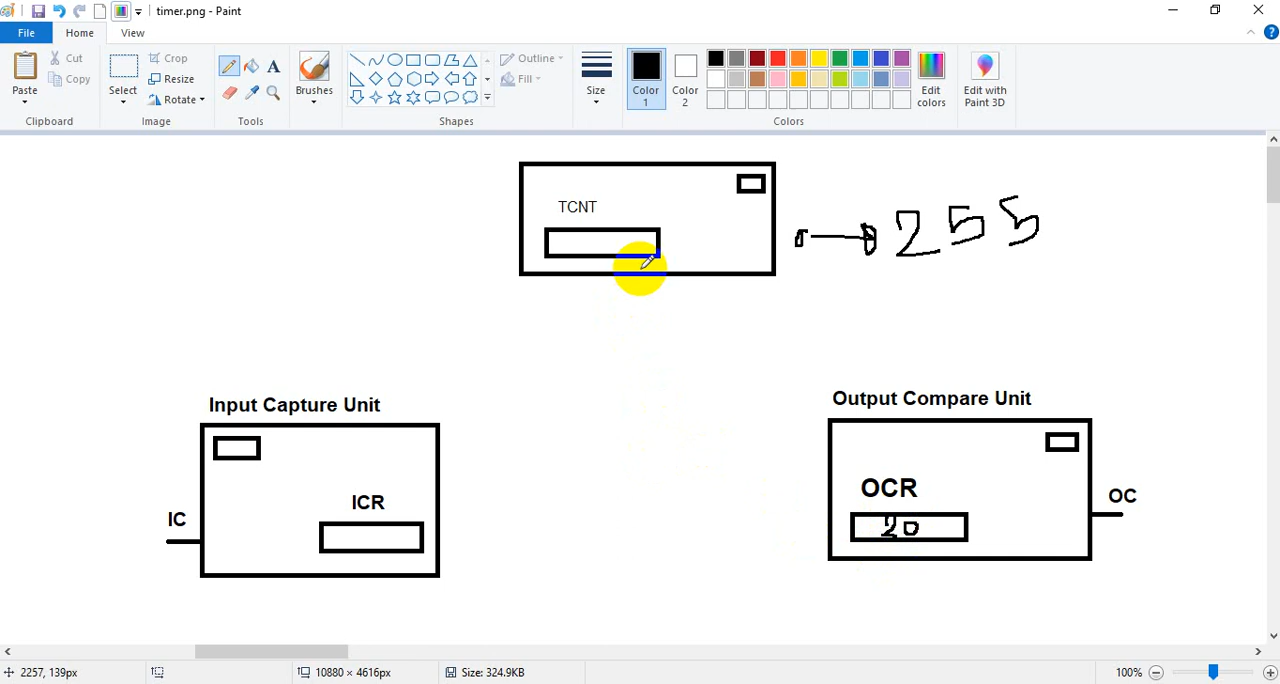 timer.png - Paint
File Home View
Paste
Cut
Copy
Clipboard
Select
Crop
Resize
Rotate
Image
Tools
Brushes
Shapes
Outline
Fill
Size
Color 1
Color 2
Edit colors
Colors
Edit with Paint 3D
TCNT
0 → 255
Input Capture Unit
IC
ICR
Output Compare Unit
OCR
20
OC
2257, 139px
10880 × 4616px
Size: 324.9KB
100%